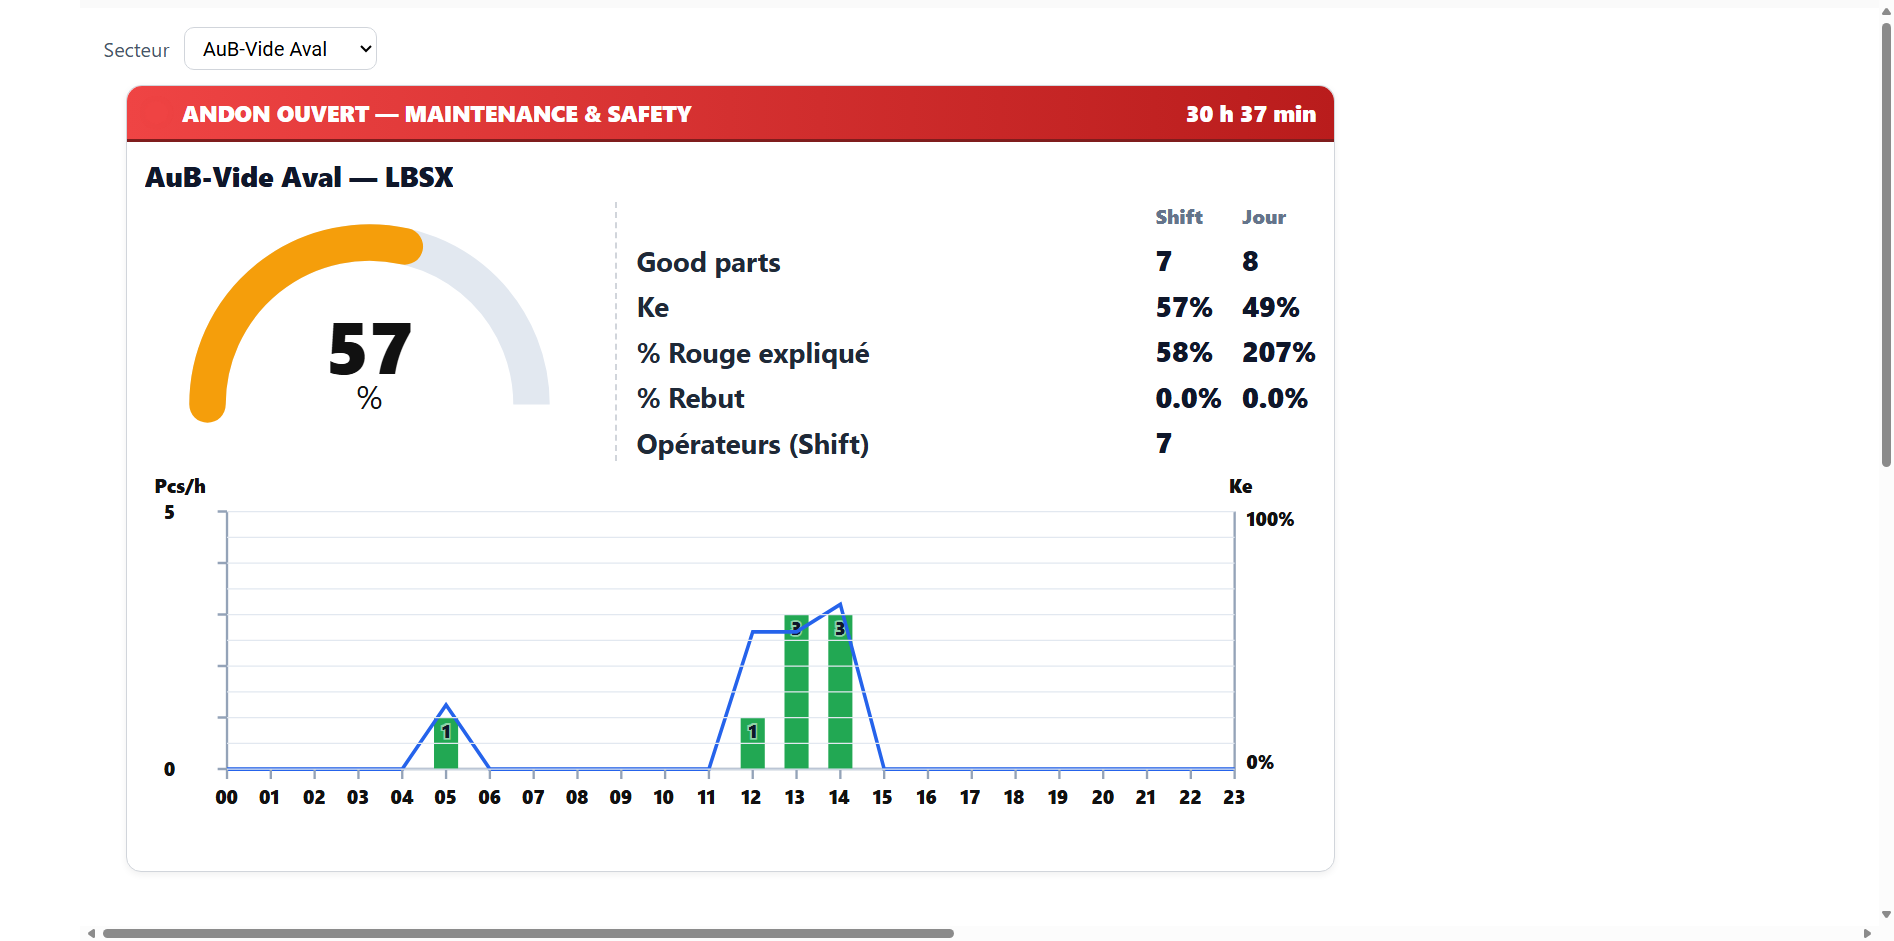 Secteur AuB-Vide Aval
ANDON OUVERT — MAINTENANCE & SAFETY 30 h 37 min
AuB-Vide Aval — LBSX
57
%
Shift Jour
Good parts 7 8
Ke 57% 49%
% Rouge expliqué 58% 207%
% Rebut 0.0% 0.0%
Opérateurs (Shift) 7
Pcs/h Ke
5 100%
3 3
1 1
0 0%
00 01 02 03 04 05 06 07 08 09 10 11 12 13 14 15 16 17 18 19 20 21 22 23